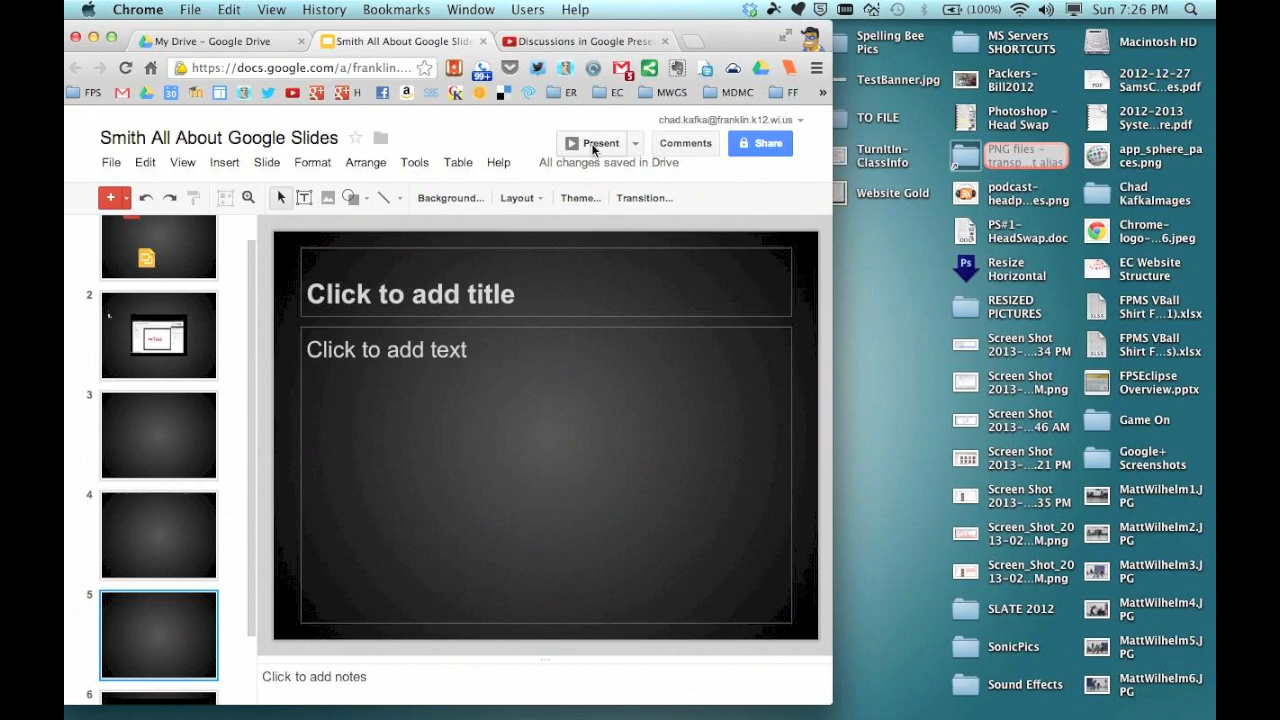 Chrome File Edit View History Bookmarks Window Users Help (100%) Sun 7:26 PM
My Drive – Google Drive
Smith All About Google Slid
Discussions in Google Prese
https://docs.google.com/a/franklin....
99+
5
FPS
30
H
ER
EC
MWGS
MDMC
FF
»
chad.kafka@franklin.k12.wi.us
Smith All About Google Slides
Present
Comments
Share
File Edit View Insert Slide Format Arrange Tools Table Help
All changes saved in Drive
Background... Layout Theme... Transition...
2
3
4
5
6
Click to add title
Click to add text
Click to add notes
Spelling Bee
Pics
TestBanner.jpg
TO FILE
TurnItIn-
ClassInfo
Website Gold
MS Servers
SHORTCUTS
Packers-
Bill2012
Photoshop -
Head Swap
PNG files -
transp...t alias
podcast-
headp...es.png
PS#1-
HeadSwap.doc
Ps
Resize
Horizontal
RESIZED
PICTURES
Screen Shot
2013-...34 PM
Screen Shot
2013-...M.png
Screen Shot
2013-...46 AM
Screen Shot
2013-....21 PM
Screen Shot
2013-....35 PM
Screen_Shot_20
13-02...M.png
Screen_Shot_20
13-02...M.png
SLATE 2012
SonicPics
Sound Effects
Macintosh HD
2012-12-27
SamsC...es.pdf
2012-2013
Syste...re.pdf
app_sphere_pa
ces.png
Chad
KafkaImages
Chrome-
logo-...6.jpeg
EC Website
Structure
FPMS VBall
Shirt F...1).xlsx
FPMS VBall
Shirt F...s).xlsx
FPSEclipse
Overview.pptx
Game On
Google+
Screenshots
MattWilhelm1.J
PG
MattWilhelm2.J
PG
MattWilhelm3.J
PG
MattWilhelm4.J
PG
MattWilhelm5.J
PG
MattWilhelm6.J
PG